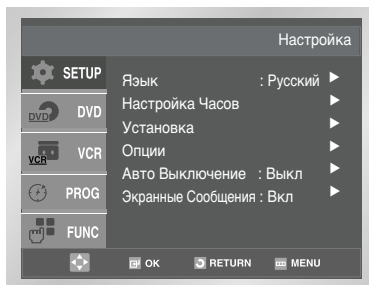 Настройка
SETUP
DVD DVD
VCR VCR
PROG
FUNC
Язык : Русский
Настройка Часов
Установка
Опции
Авто Выключение : Выкл
Экранные Сообщения : Вкл
OK RETURN MENU